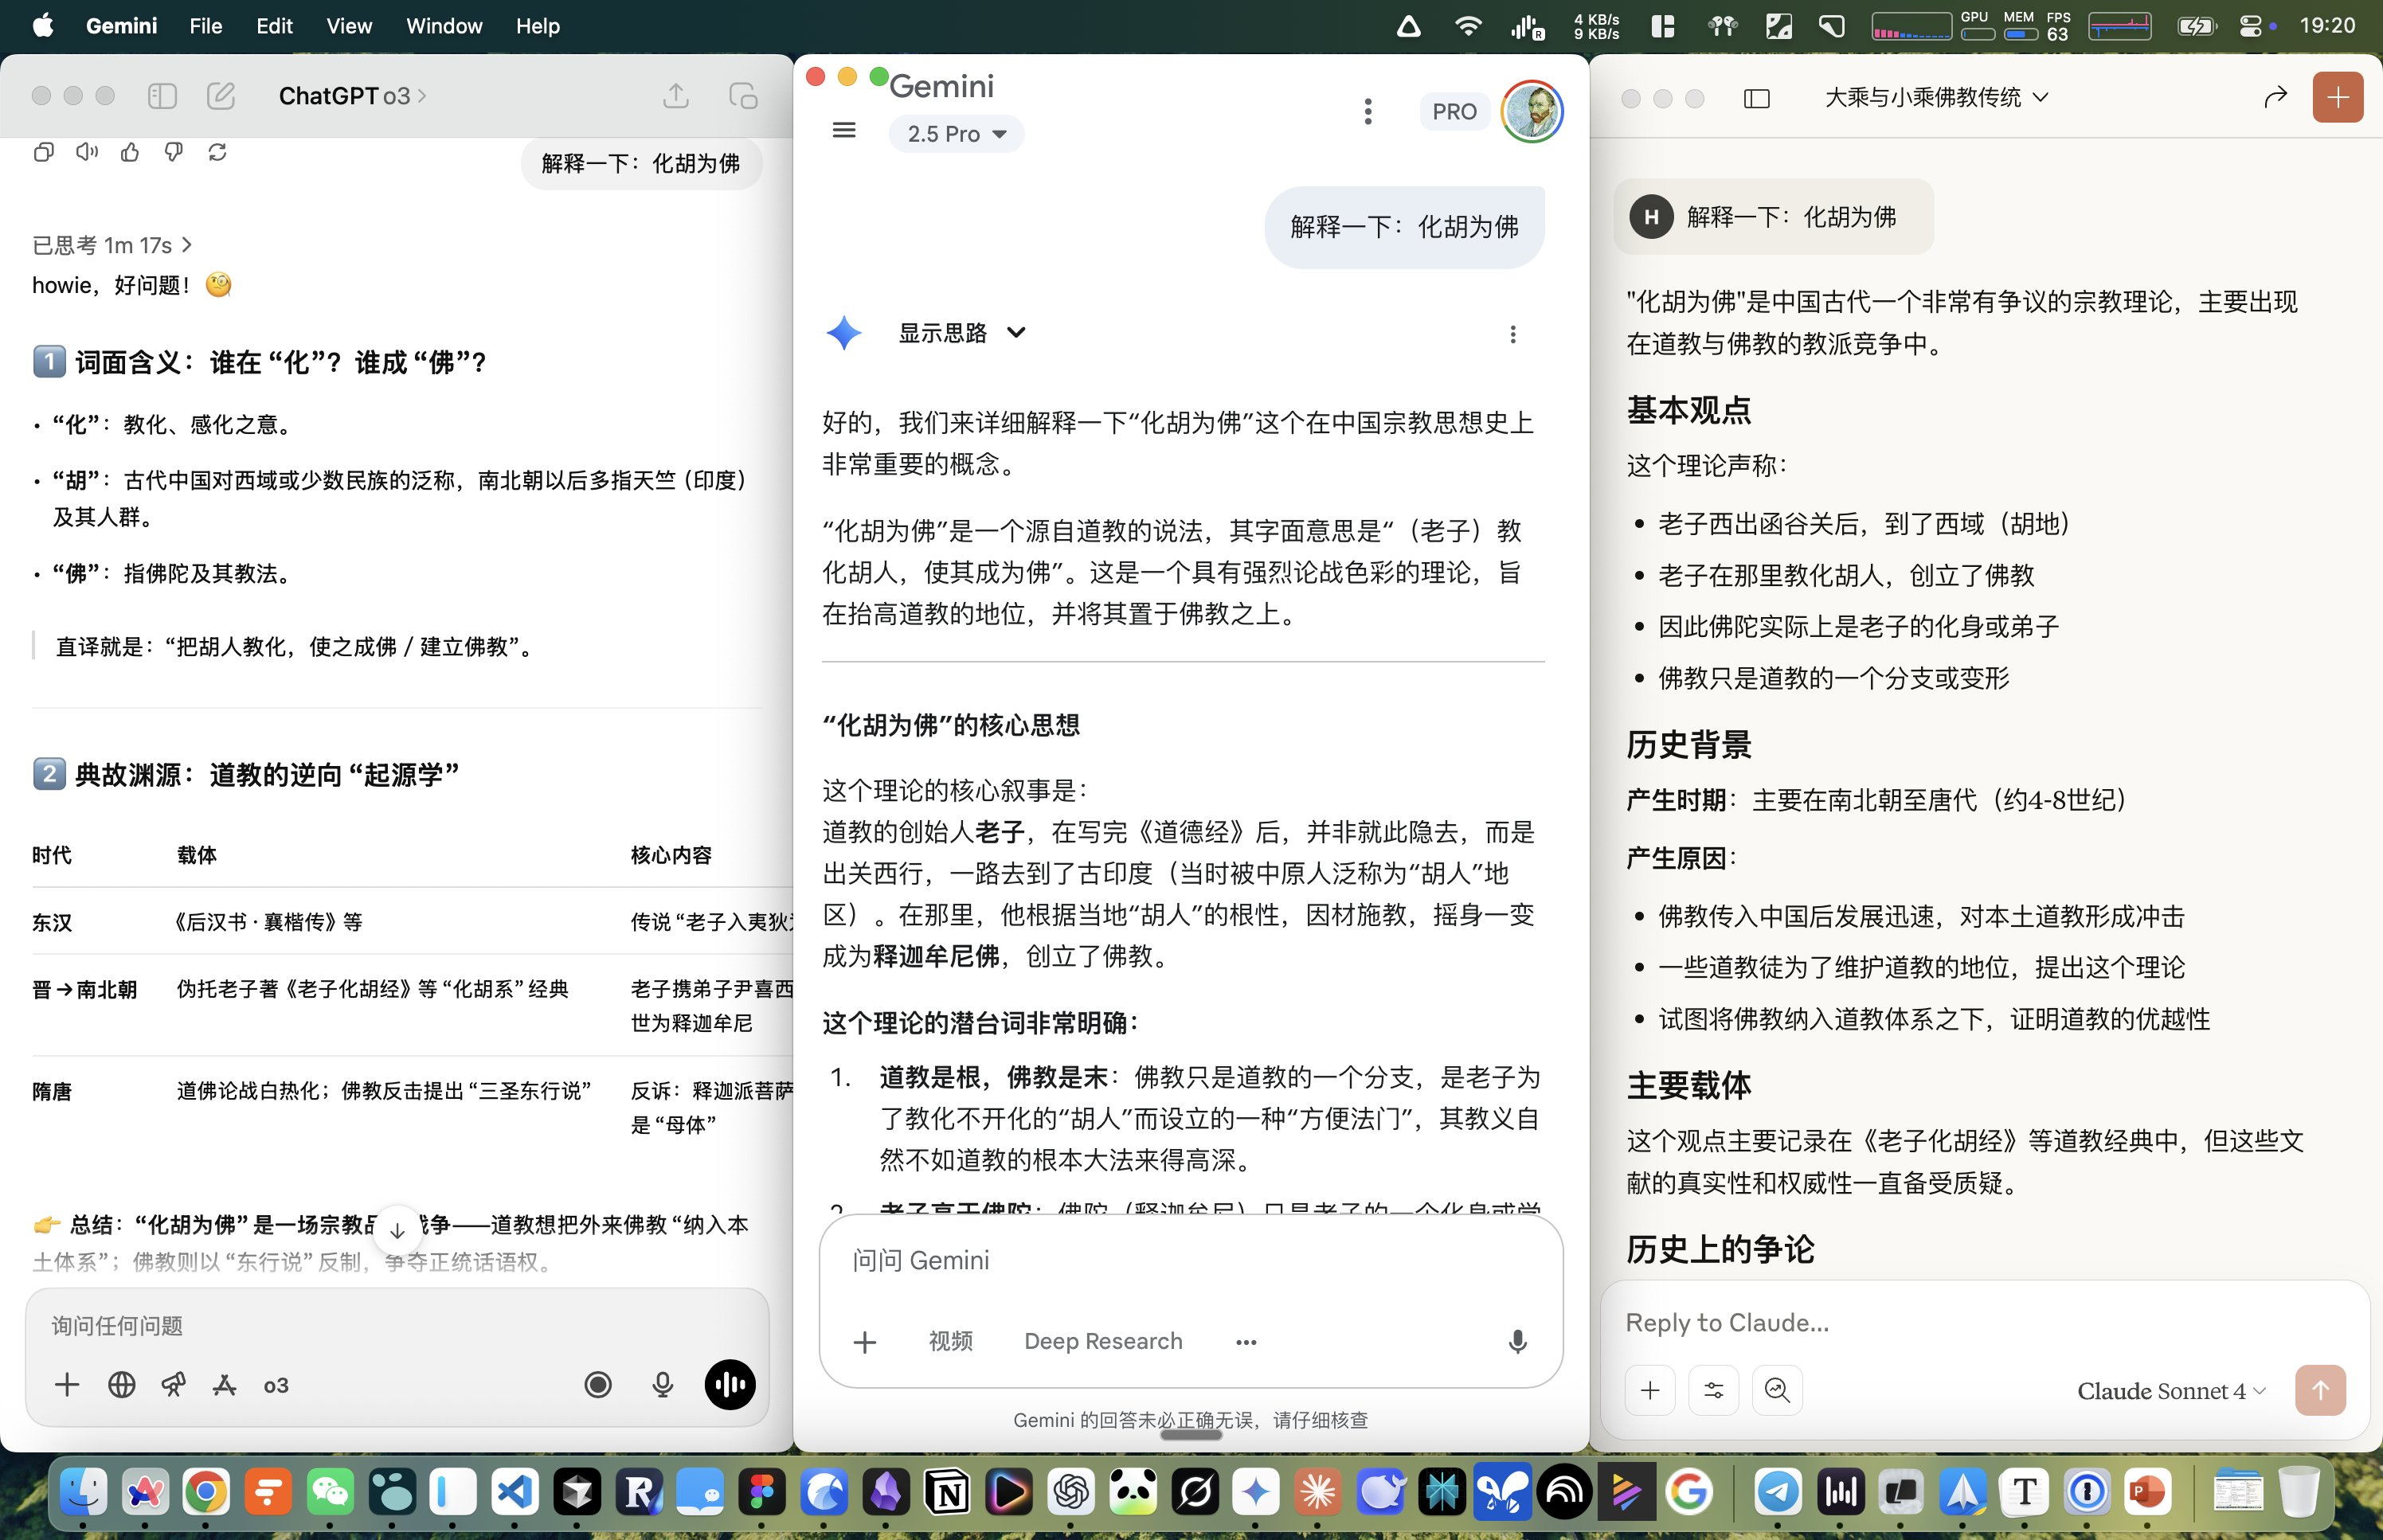 Gemini File Edit View Window Help
4 KB/s
9 KB/s
GPU MEM FPS
63
19:20
ChatGPT o3 >
解释一下：化胡为佛
已思考 1m 17s >
howie，好问题！🧐
1 词面含义：谁在“化”？谁成“佛”？
• “化”：教化、感化之意。
• “胡”：古代中国对西域或少数民族的泛称，南北朝以后多指天竺（印度）
及其人群。
• “佛”：指佛陀及其教法。
直译就是：“把胡人教化，使之成佛 / 建立佛教”。
2 典故渊源：道教的逆向“起源学”
时代 载体 核心内容
东汉 《后汉书 · 襄楷传》等 传说“老子入夷狄
晋→南北朝 伪托老子著《老子化胡经》等“化胡系”经典 老子携弟子尹喜西
世为释迦牟尼
隋唐 道佛论战白热化；佛教反击提出“三圣东行说” 反诉：释迦派菩萨
是“母体”
👉 总结：“化胡为佛”是一场宗教品 战争——道教想把外来佛教“纳入本
土体系”；佛教则以“东行说”反制，争夺正统话语权。
询问任何问题
o3
Gemini
2.5 Pro
PRO
解释一下：化胡为佛
显示思路
好的，我们来详细解释一下“化胡为佛”这个在中国宗教思想史上
非常重要的概念。
“化胡为佛”是一个源自道教的说法，其字面意思是“（老子）教
化胡人，使其成为佛”。这是一个具有强烈论战色彩的理论，旨
在抬高道教的地位，并将其置于佛教之上。
“化胡为佛”的核心思想
这个理论的核心叙事是：
道教的创始人老子，在写完《道德经》后，并非就此隐去，而是
出关西行，一路去到了古印度（当时被中原人泛称为“胡人”地
区）。在那里，他根据当地“胡人”的根性，因材施教，摇身一变
成为释迦牟尼佛，创立了佛教。
这个理论的潜台词非常明确：
1. 道教是根，佛教是末：佛教只是道教的一个分支，是老子为
了教化不开化的“胡人”而设立的一种“方便法门”，其教义自
然不如道教的根本大法来得高深。
2. 老子高于佛陀：佛陀（释迦牟尼）只是老子的一个化身或学
问问 Gemini
视频 Deep Research
Gemini 的回答未必正确无误，请仔细核查
大乘与小乘佛教传统
H 解释一下：化胡为佛
"化胡为佛"是中国古代一个非常有争议的宗教理论，主要出现
在道教与佛教的教派竞争中。
基本观点
这个理论声称：
• 老子西出函谷关后，到了西域（胡地）
• 老子在那里教化胡人，创立了佛教
• 因此佛陀实际上是老子的化身或弟子
• 佛教只是道教的一个分支或变形
历史背景
产生时期：主要在南北朝至唐代（约4-8世纪）
产生原因：
• 佛教传入中国后发展迅速，对本土道教形成冲击
• 一些道教徒为了维护道教的地位，提出这个理论
• 试图将佛教纳入道教体系之下，证明道教的优越性
主要载体
这个观点主要记录在《老子化胡经》等道教经典中，但这些文
献的真实性和权威性一直备受质疑。
历史上的争论
Reply to Claude...
Claude Sonnet 4